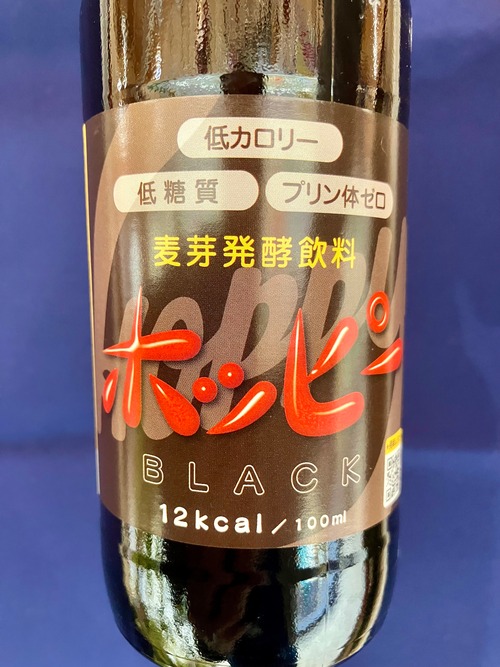 低カロリー
低糖質 プリン体ゼロ
麦芽発酵飲料
Hoppy
ホッピー
BLACK
12kcal/100ml